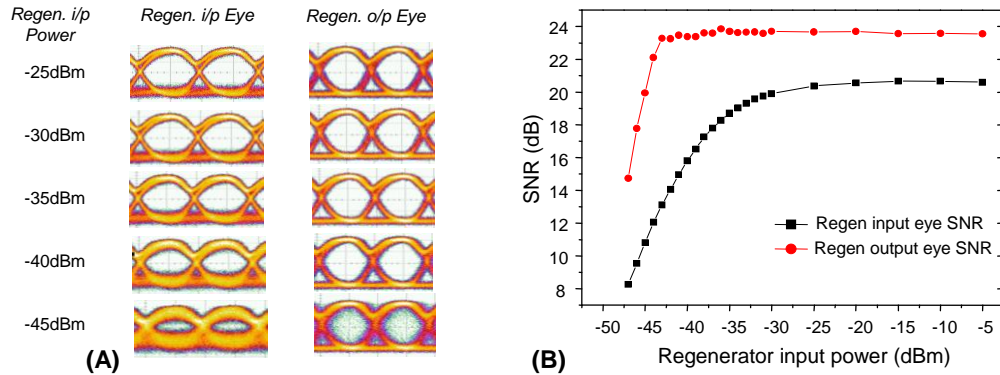 Regen. i/p
Power
Regen. i/p Eye
Regen. o/p Eye
-25dBm
-30dBm
-35dBm
-40dBm
-45dBm
(A)
24
22
20
18
16
14
12
10
8
SNR (dB)
Regen input eye SNR
Regen output eye SNR
-50 -45 -40 -35 -30 -25 -20 -15 -10 -5
Regenerator input power (dBm)
(B)